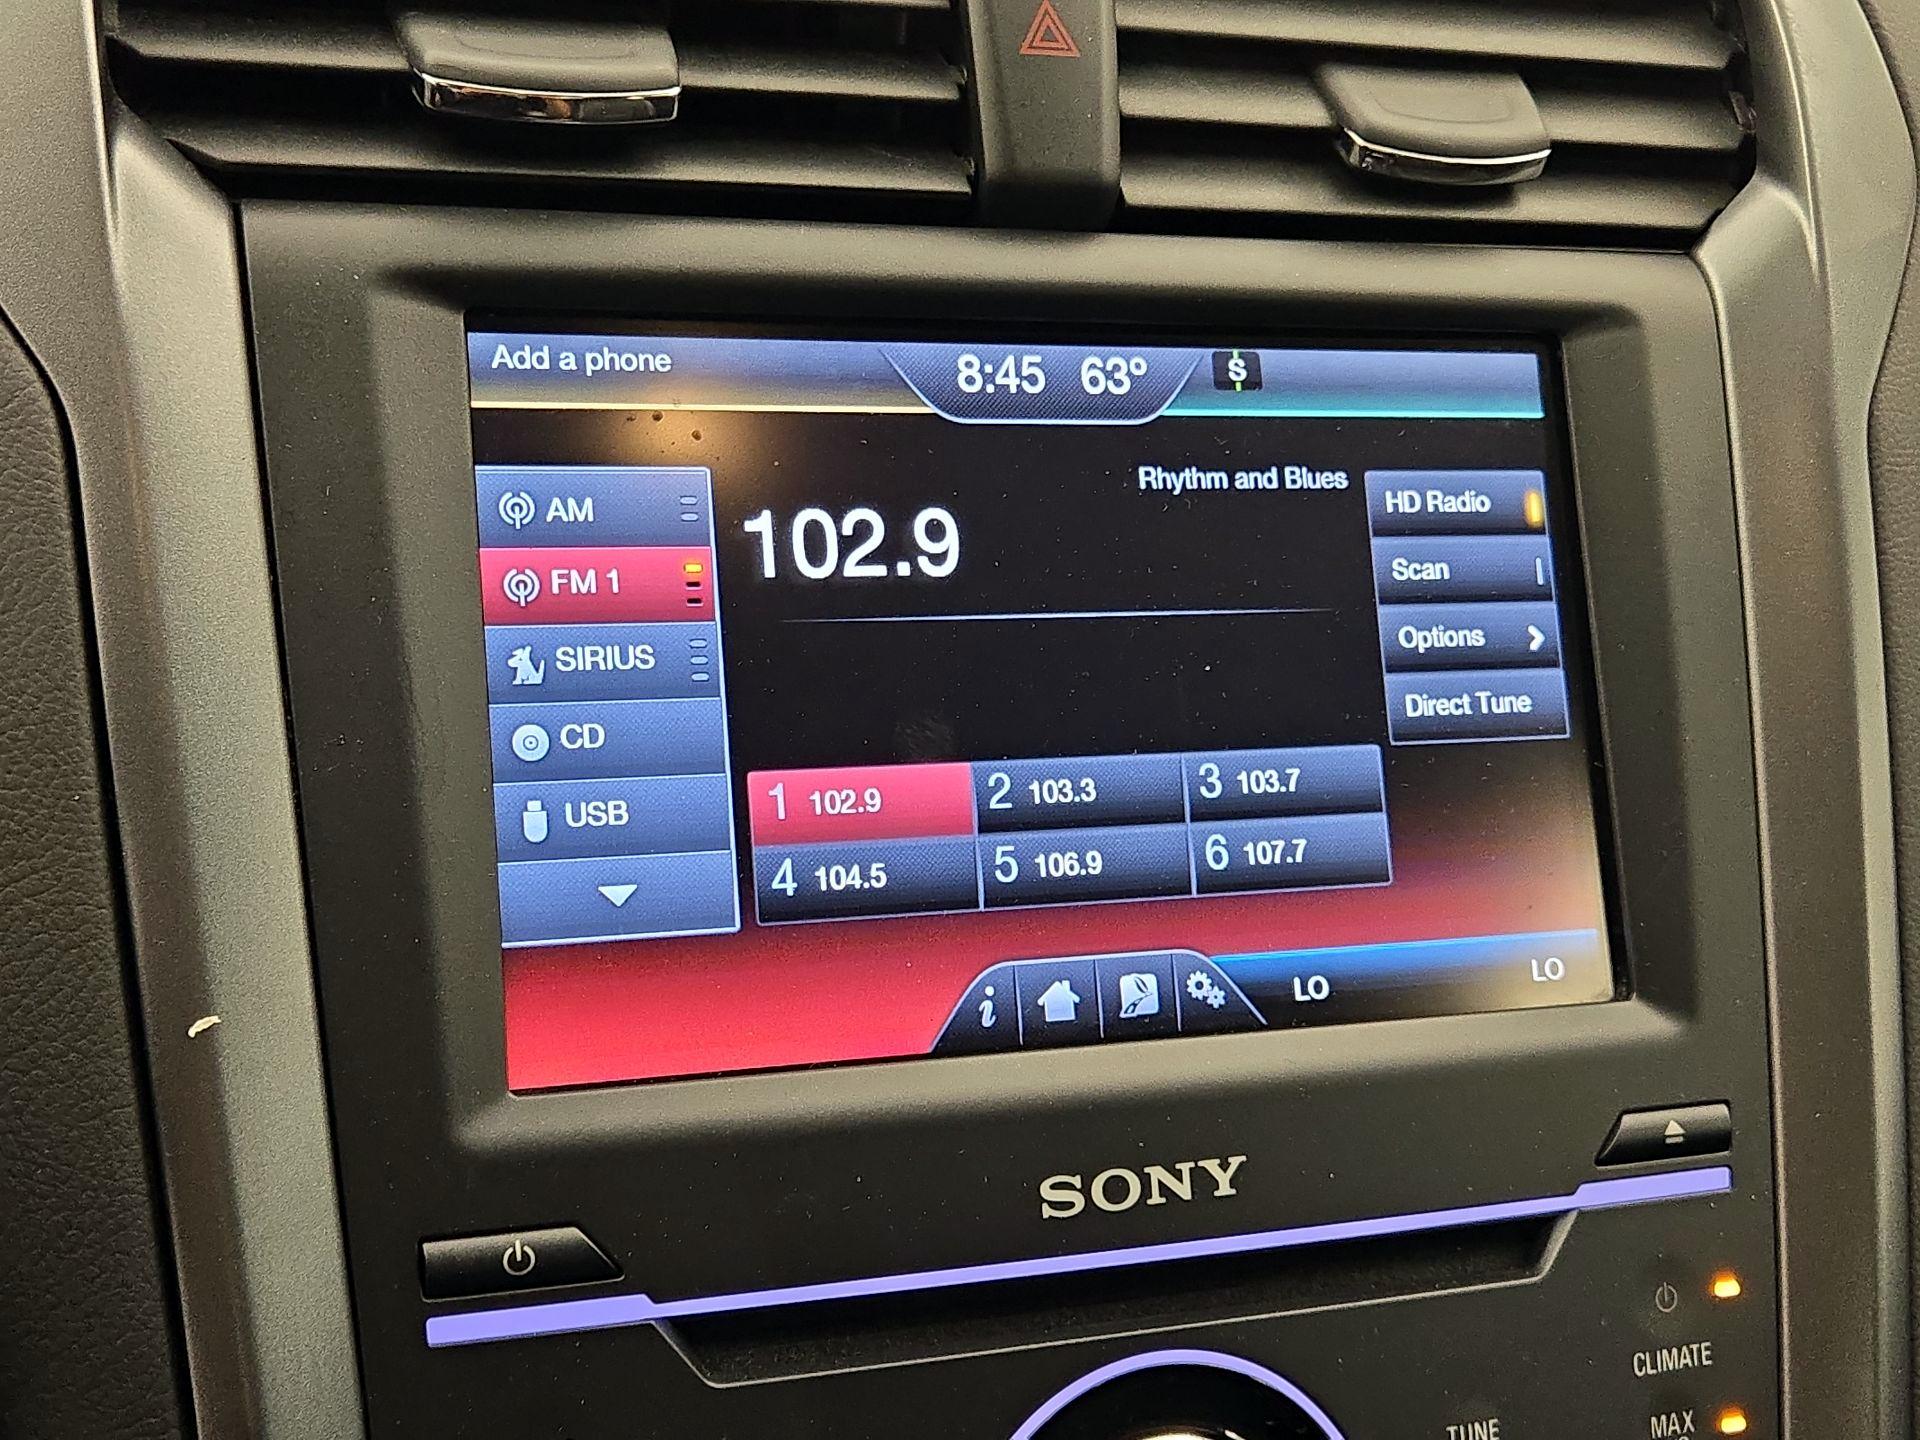 Add a phone
8:45 63° S
Rhythm and Blues
AM
FM 1
SIRIUS
CD
USB
102.9
HD Radio
Scan
Options
Direct Tune
1 102.9 2 103.3 3 103.7
4 104.5 5 106.9 6 107.7
i
LO LO
SONY
CLIMATE
TUNE
MAX